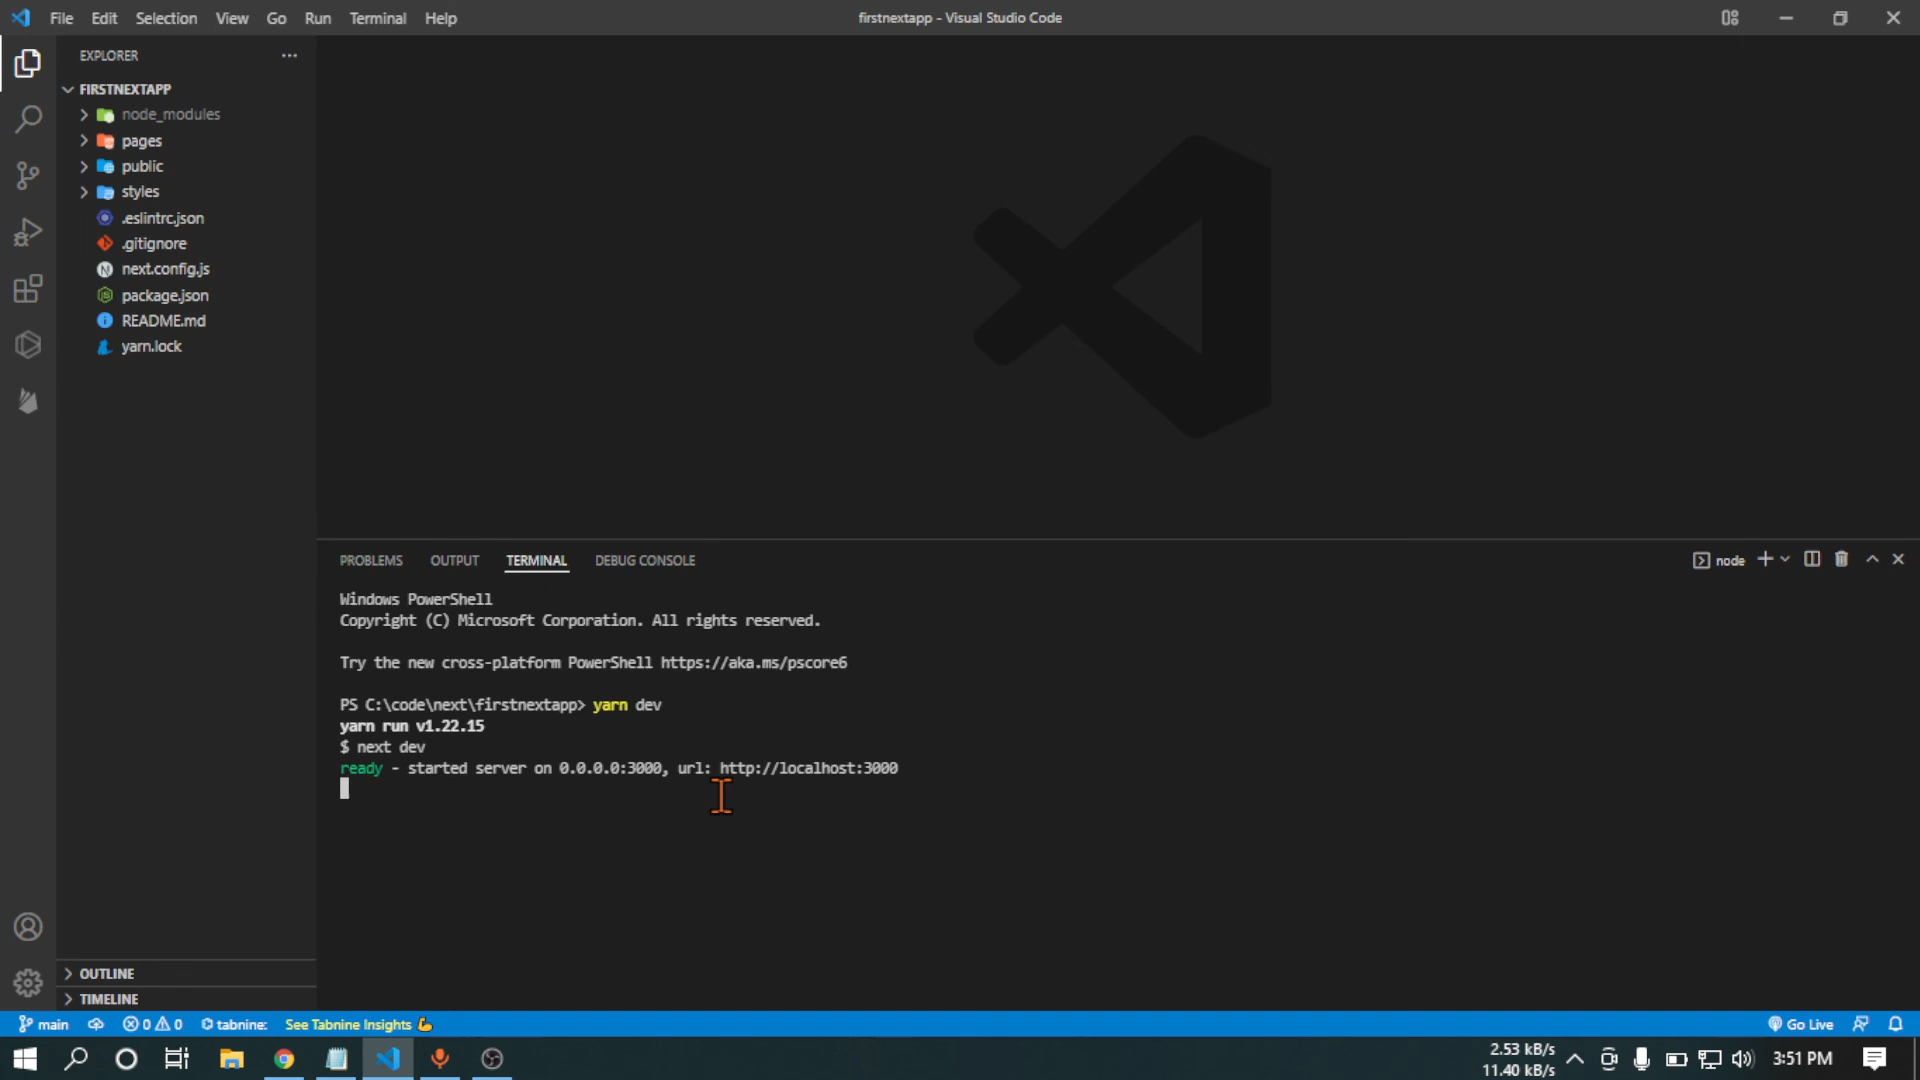 File Edit Selection View Go Run Terminal Help
firstnextapp - Visual Studio Code
EXPLORER
FIRSTNEXTAPP
node_modules
pages
public
styles
.eslintrc.json
.gitignore
next.config.js
package.json
README.md
yarn.lock
OUTLINE
TIMELINE
PROBLEMS OUTPUT TERMINAL DEBUG CONSOLE
node
Windows PowerShell
Copyright (C) Microsoft Corporation. All rights reserved.
Try the new cross-platform PowerShell https://aka.ms/pscore6
PS C:\code\next\firstnextapp> yarn dev
yarn run v1.22.15
$ next dev
ready - started server on 0.0.0.0:3000, url: http://localhost:3000
main 0 0 tabnine: See Tabnine Insights Go Live
2.53 kB/s
11.40 kB/s
3:51 PM